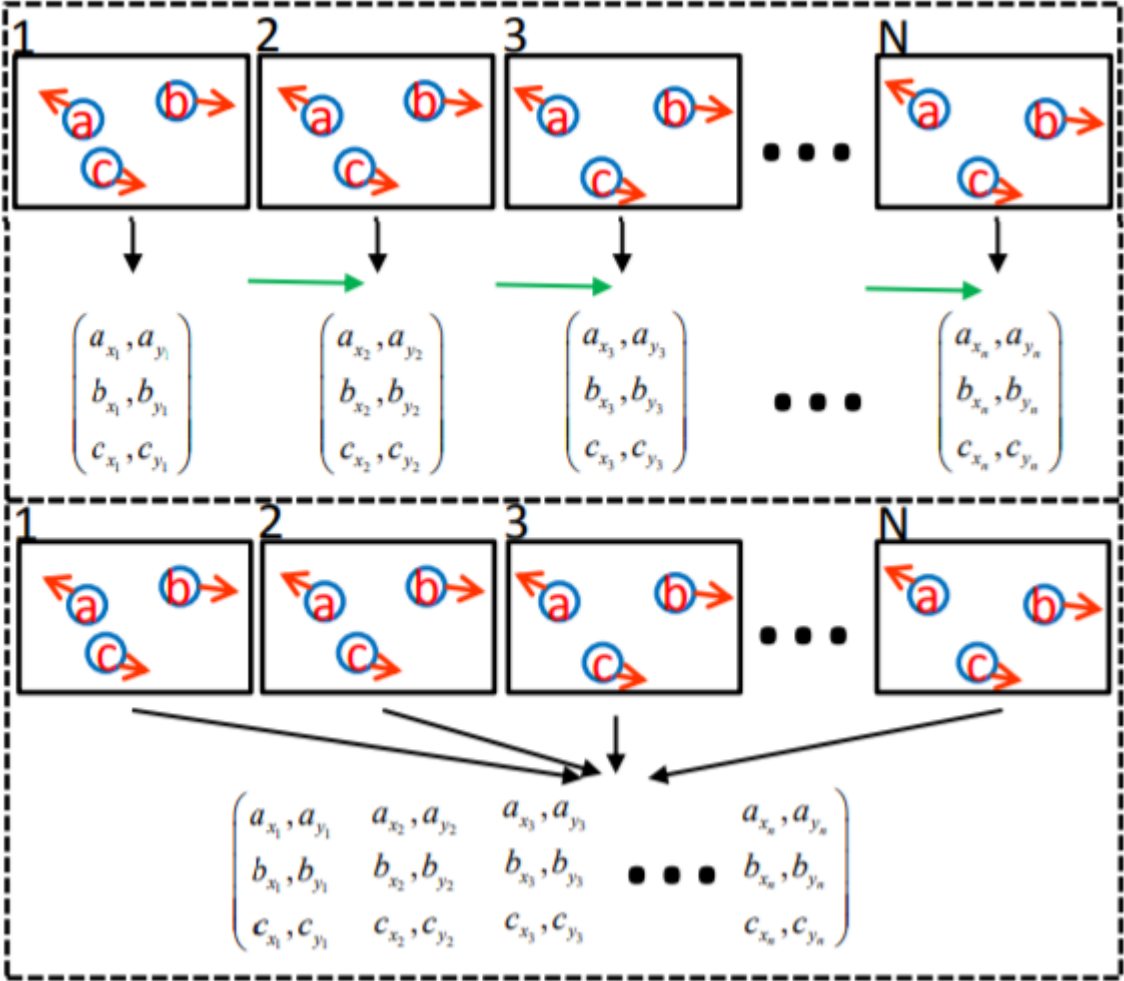 1 2 3 N
a b a b a b a b
c c c c
a_{x_1}, a_{y_1} a_{x_2}, a_{y_2} a_{x_3}, a_{y_3} a_{x_n}, a_{y_n}
b_{x_1}, b_{y_1} b_{x_2}, b_{y_2} b_{x_3}, b_{y_3} b_{x_n}, b_{y_n}
c_{x_1}, c_{y_1} c_{x_2}, c_{y_2} c_{x_3}, c_{y_3} c_{x_n}, c_{y_n}
1 2 3 N
a b a b a b a b
c c c c
a_{x_1}, a_{y_1} a_{x_2}, a_{y_2} a_{x_3}, a_{y_3} a_{x_n}, a_{y_n}
b_{x_1}, b_{y_1} b_{x_2}, b_{y_2} b_{x_3}, b_{y_3} b_{x_n}, b_{y_n}
c_{x_1}, c_{y_1} c_{x_2}, c_{y_2} c_{x_3}, c_{y_3} c_{x_n}, c_{y_n}